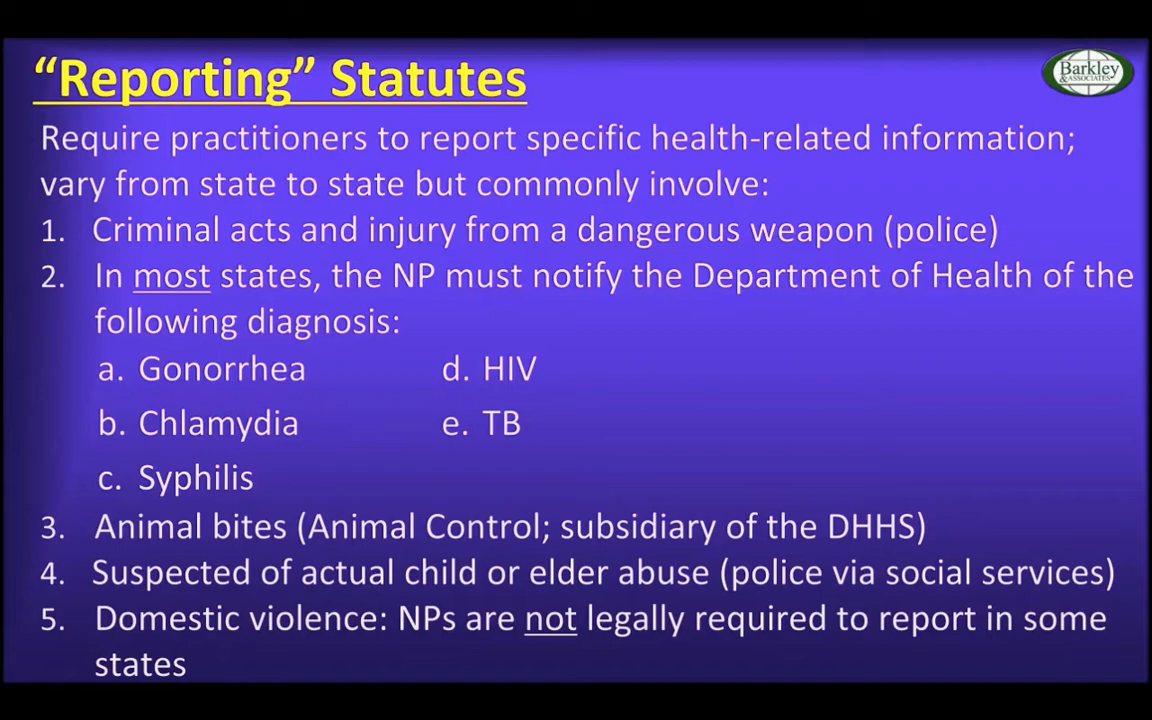 “Reporting” Statutes
Barkley
& ASSOCIATES
Require practitioners to report specific health-related information;
vary from state to state but commonly involve:
1. Criminal acts and injury from a dangerous weapon (police)
2. In most states, the NP must notify the Department of Health of the
following diagnosis:
a. Gonorrhea d. HIV
b. Chlamydia e. TB
c. Syphilis
3. Animal bites (Animal Control; subsidiary of the DHHS)
4. Suspected of actual child or elder abuse (police via social services)
5. Domestic violence: NPs are not legally required to report in some
states